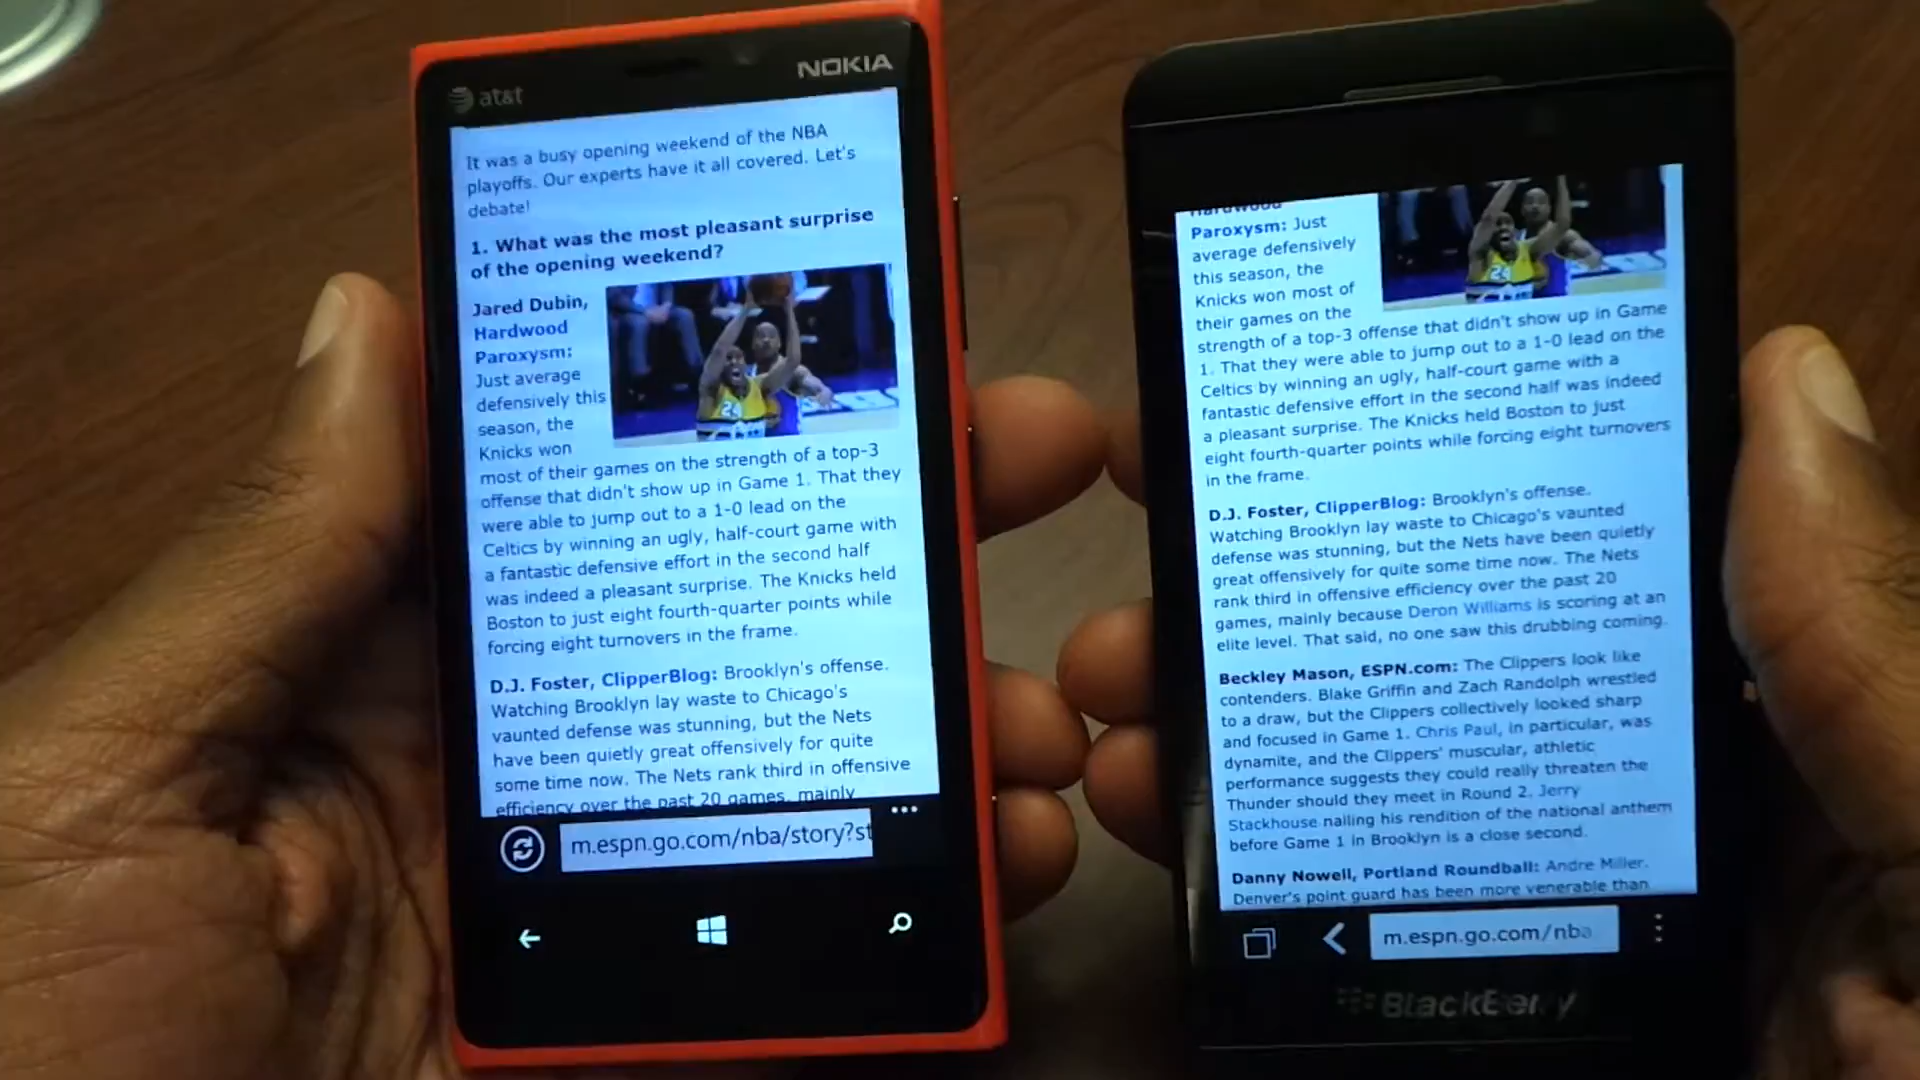 at&t
NOKIA
It was a busy opening weekend of the NBA
playoffs. Our experts have it all covered. Let's
debate!
1. What was the most pleasant surprise
of the opening weekend?
Jared Dubin,
Hardwood
Paroxysm:
Just average
defensively this
season, the
Knicks won
24
most of their games on the strength of a top-3
offense that didn't show up in Game 1. That they
were able to jump out to a 1-0 lead on the
Celtics by winning an ugly, half-court game with
a fantastic defensive effort in the second half
was indeed a pleasant surprise. The Knicks held
Boston to just eight fourth-quarter points while
forcing eight turnovers in the frame.
D.J. Foster, ClipperBlog: Brooklyn's offense.
Watching Brooklyn lay waste to Chicago's
vaunted defense was stunning, but the Nets
have been quietly great offensively for quite
some time now. The Nets rank third in offensive
efficiency over the past 20 games, mainly
m.espn.go.com/nba/story?st
Hardwood
Paroxysm: Just
average defensively
this season, the
Knicks won most of
their games on the
24
strength of a top-3 offense that didn't show up in Game
1. That they were able to jump out to a 1-0 lead on the
Celtics by winning an ugly, half-court game with a
fantastic defensive effort in the second half was indeed
a pleasant surprise. The Knicks held Boston to just
eight fourth-quarter points while forcing eight turnovers
in the frame.
D.J. Foster, ClipperBlog: Brooklyn's offense.
Watching Brooklyn lay waste to Chicago's vaunted
defense was stunning, but the Nets have been quietly
great offensively for quite some time now. The Nets
rank third in offensive efficiency over the past 20
games, mainly because Deron Williams is scoring at an
elite level. That said, no one saw this drubbing coming.
Beckley Mason, ESPN.com: The Clippers look like
contenders. Blake Griffin and Zach Randolph wrestled
to a draw, but the Clippers collectively looked sharp
and focused in Game 1. Chris Paul, in particular, was
dynamite, and the Clippers' muscular, athletic
performance suggests they could really threaten the
Thunder should they meet in Round 2. Jerry
Stackhouse nailing his rendition of the national anthem
before Game 1 in Brooklyn is a close second.
Danny Nowell, Portland Roundball: Andre Miller.
Denver's point guard has been more venerable than
m.espn.go.com/nba
BlackBerry